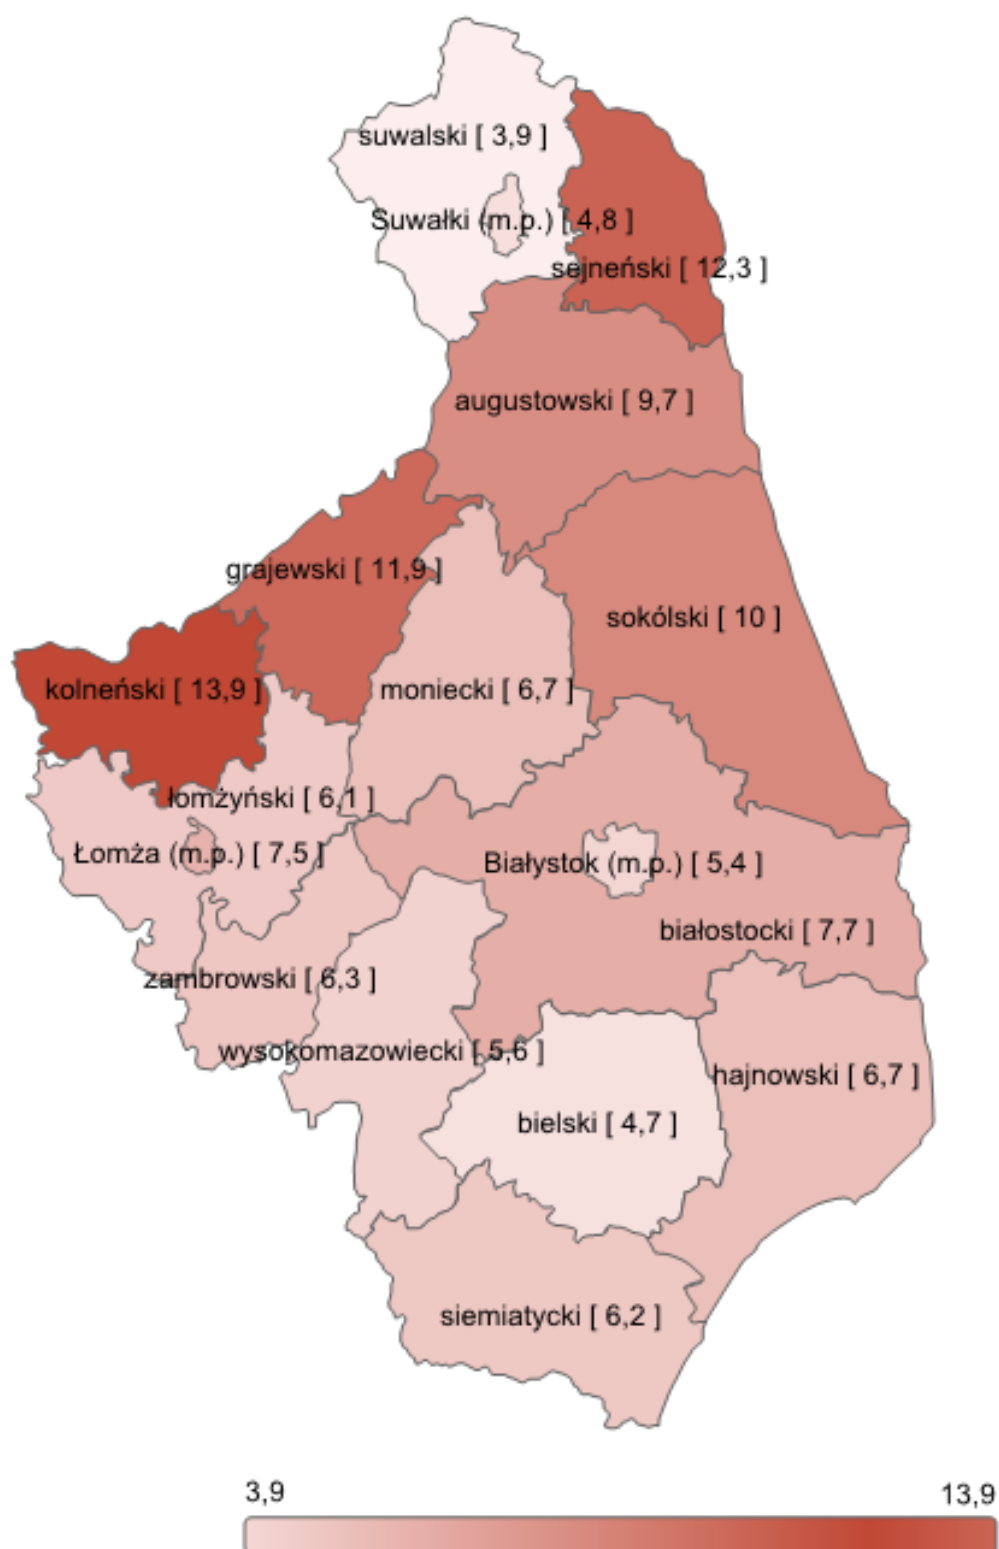 suwalski [ 3,9 ]
Suwałki (m.p.) [ 4,8 ]
sejneński [ 12,3 ]
augustowski [ 9,7 ]
grajewski [ 11,9 ]
sokólski [ 10 ]
kolneński [ 13,9 ]
moniecki [ 6,7 ]
łomżyński [ 6,1 ]
Łomża (m.p.) [ 7,5 ]
Białystok (m.p.) [ 5,4 ]
białostocki [ 7,7 ]
zambrowski [ 6,3 ]
wysokomazowiecki [ 5,6 ]
hajnowski [ 6,7 ]
bielski [ 4,7 ]
siemiatycki [ 6,2 ]
3,9
13,9